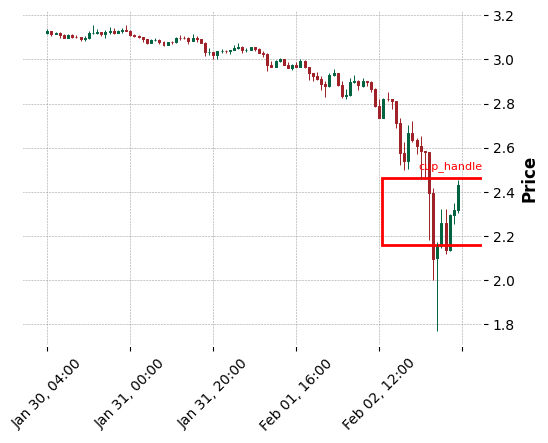 3.2
3.0
2.8
2.6
cup_handle
2.4
2.2
2.0
1.8
Price
Jan 30, 04:00
Jan 31, 00:00
Jan 31, 20:00
Feb 01, 16:00
Feb 02, 12:00